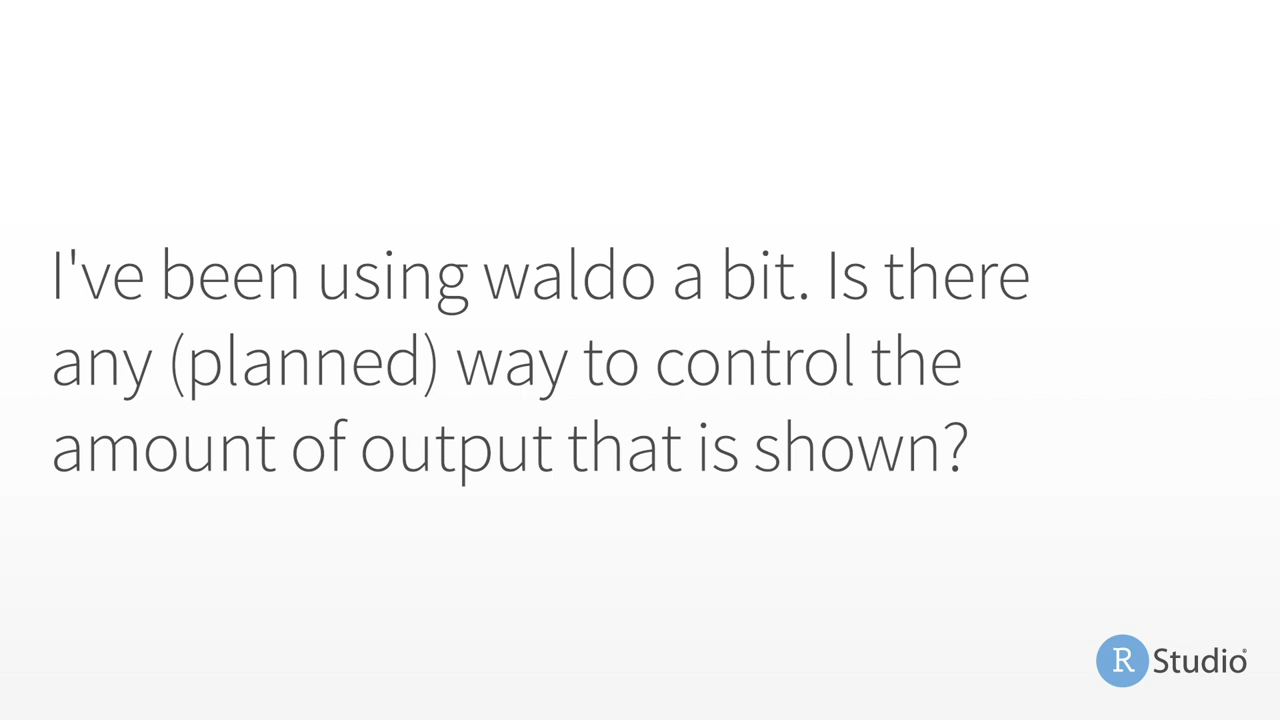 I've been using waldo a bit. Is there
any (planned) way to control the
amount of output that is shown?
R Studio®